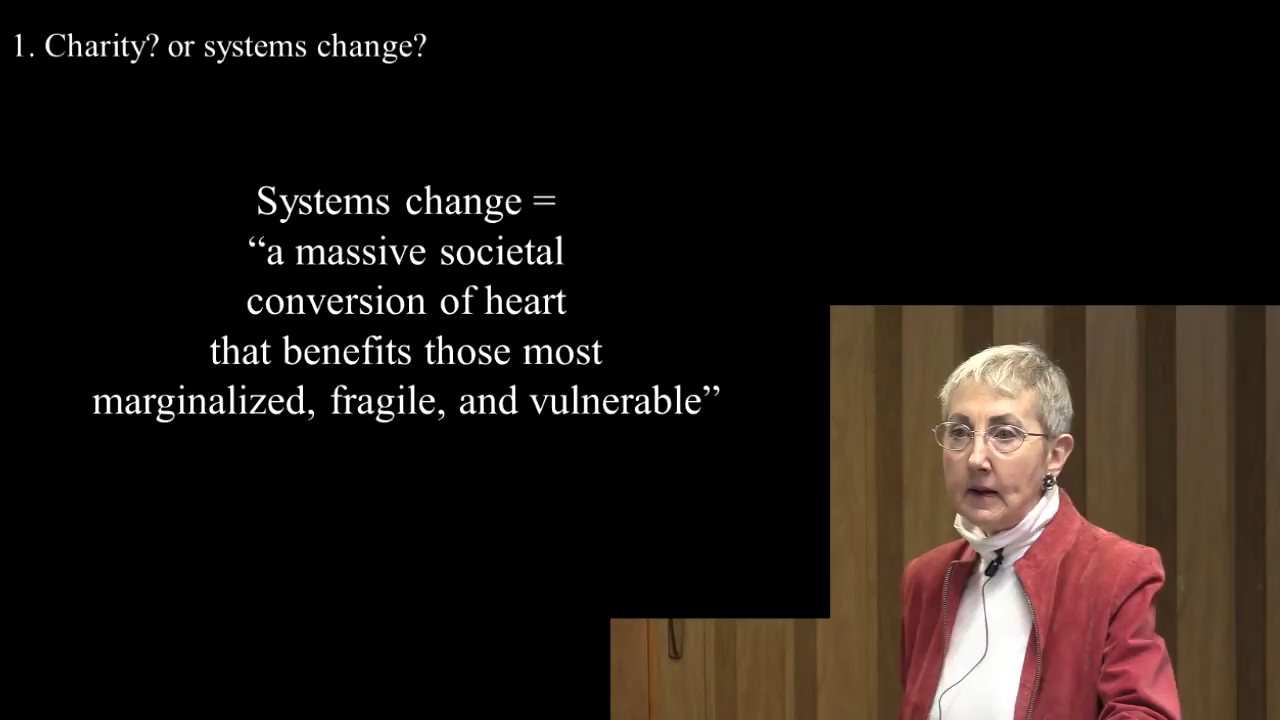 1. Charity? or systems change?
Systems change =
“a massive societal
conversion of heart
that benefits those most
marginalized, fragile, and vulnerable”